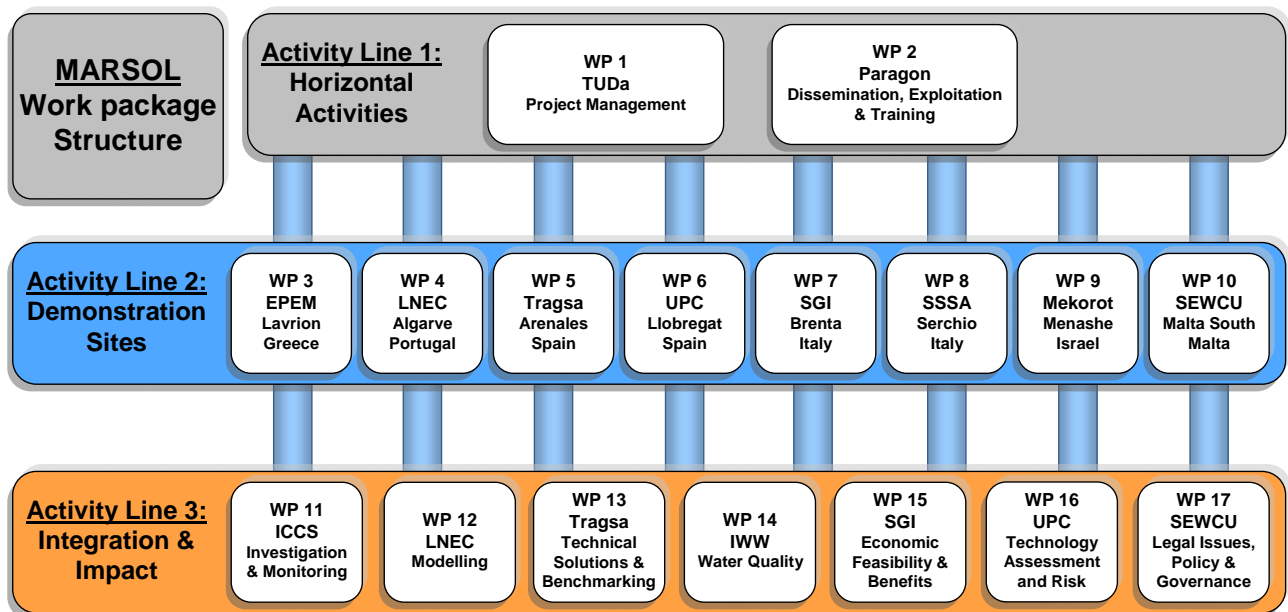 MARSOL
Work package
Structure
Activity Line 1:
Horizontal
Activities
WP 1
TUDa
Project Management
WP 2
Paragon
Dissemination, Exploitation
& Training
Activity Line 2:
Demonstration
Sites
WP 3
EPEM
Lavrion
Greece
WP 4
LNEC
Algarve
Portugal
WP 5
Tragsa
Arenales
Spain
WP 6
UPC
Llobregat
Spain
WP 7
SGI
Brenta
Italy
WP 8
SSSA
Serchio
Italy
WP 9
Mekorot
Menashe
Israel
WP 10
SEWCU
Malta South
Malta
Activity Line 3:
Integration &
Impact
WP 11
ICCS
Investigation
& Monitoring
WP 12
LNEC
Modelling
WP 13
Tragsa
Technical
Solutions &
Benchmarking
WP 14
IWW
Water Quality
WP 15
SGI
Economic
Feasibility &
Benefits
WP 16
UPC
Technology
Assessment
and Risk
WP 17
SEWCU
Legal Issues,
Policy &
Governance